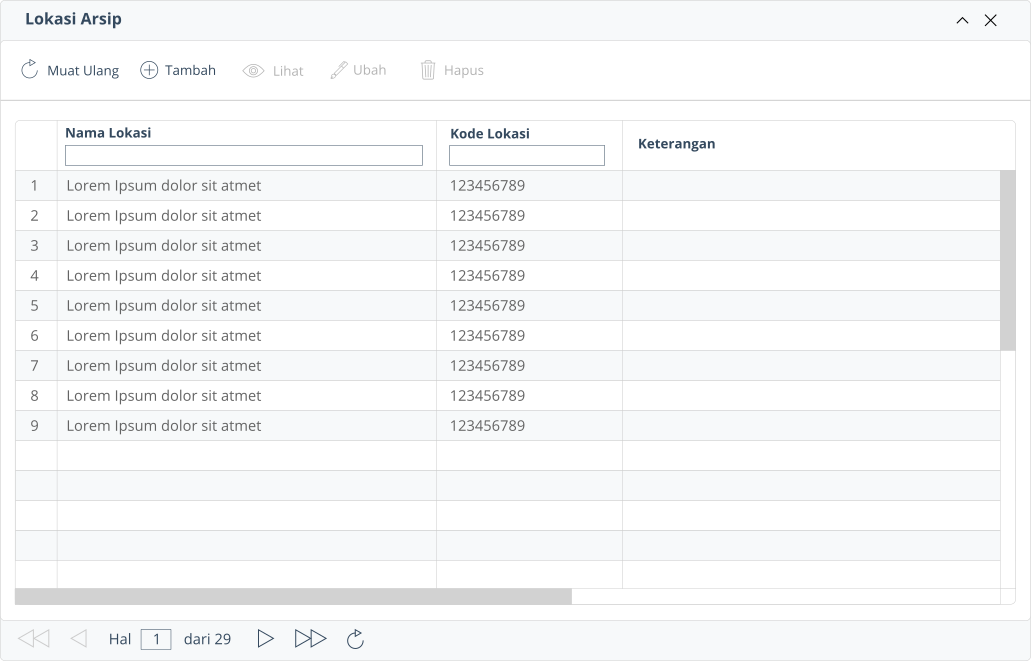 Lokasi Arsip
Muat Ulang Tambah Lihat Ubah Hapus
Nama Lokasi Kode Lokasi Keterangan
1 Lorem Ipsum dolor sit atmet 123456789
2 Lorem Ipsum dolor sit atmet 123456789
3 Lorem Ipsum dolor sit atmet 123456789
4 Lorem Ipsum dolor sit atmet 123456789
5 Lorem Ipsum dolor sit atmet 123456789
6 Lorem Ipsum dolor sit atmet 123456789
7 Lorem Ipsum dolor sit atmet 123456789
8 Lorem Ipsum dolor sit atmet 123456789
9 Lorem Ipsum dolor sit atmet 123456789
Hal 1 dari 29